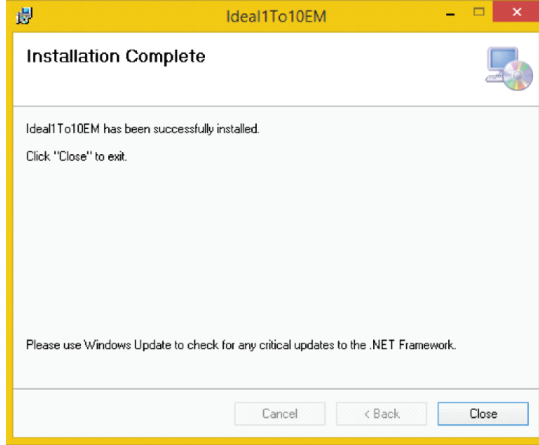 Ideal1To10EM
Installation Complete
Ideal1To10EM has been successfully installed.
Click "Close" to exit.
Please use Windows Update to check for any critical updates to the .NET Framework.
Cancel
< Back
Close